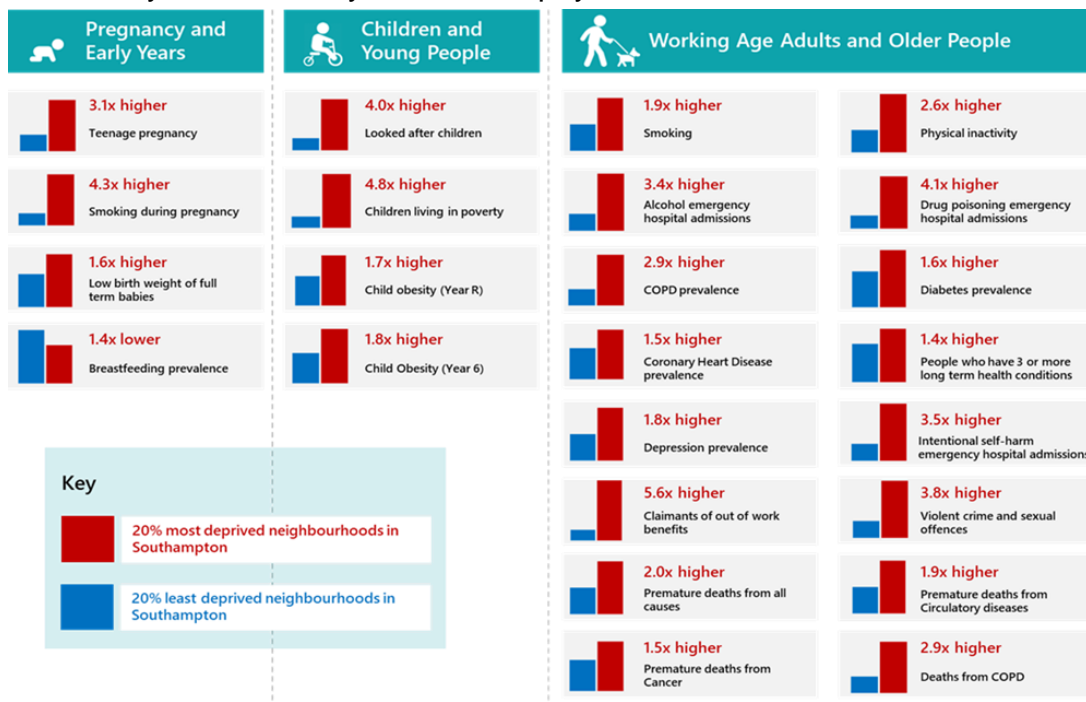 Pregnancy and
Early Years
3.1x higher
Teenage pregnancy
4.3x higher
Smoking during pregnancy
1.6x higher
Low birth weight of full
term babies
1.4x lower
Breastfeeding prevalence
Children and
Young People
4.0x higher
Looked after children
4.8x higher
Children living in poverty
1.7x higher
Child obesity (Year R)
1.8x higher
Child Obesity (Year 6)
Working Age Adults and Older People
1.9x higher
Smoking
3.4x higher
Alcohol emergency
hospital admissions
2.9x higher
COPD prevalence
1.5x higher
Coronary Heart Disease
prevalence
1.8x higher
Depression prevalence
5.6x higher
Claimants of out of work
benefits
2.0x higher
Premature deaths from all
causes
1.5x higher
Premature deaths from
Cancer
2.6x higher
Physical inactivity
4.1x higher
Drug poisoning emergency
hospital admissions
1.6x higher
Diabetes prevalence
1.4x higher
People who have 3 or more
long term health conditions
3.5x higher
Intentional self-harm
emergency hospital admissions
3.8x higher
Violent crime and sexual
offences
1.9x higher
Premature deaths from
Circulatory diseases
2.9x higher
Deaths from COPD
Key
20% most deprived neighbourhoods in
Southampton
20% least deprived neighbourhoods in
Southampton